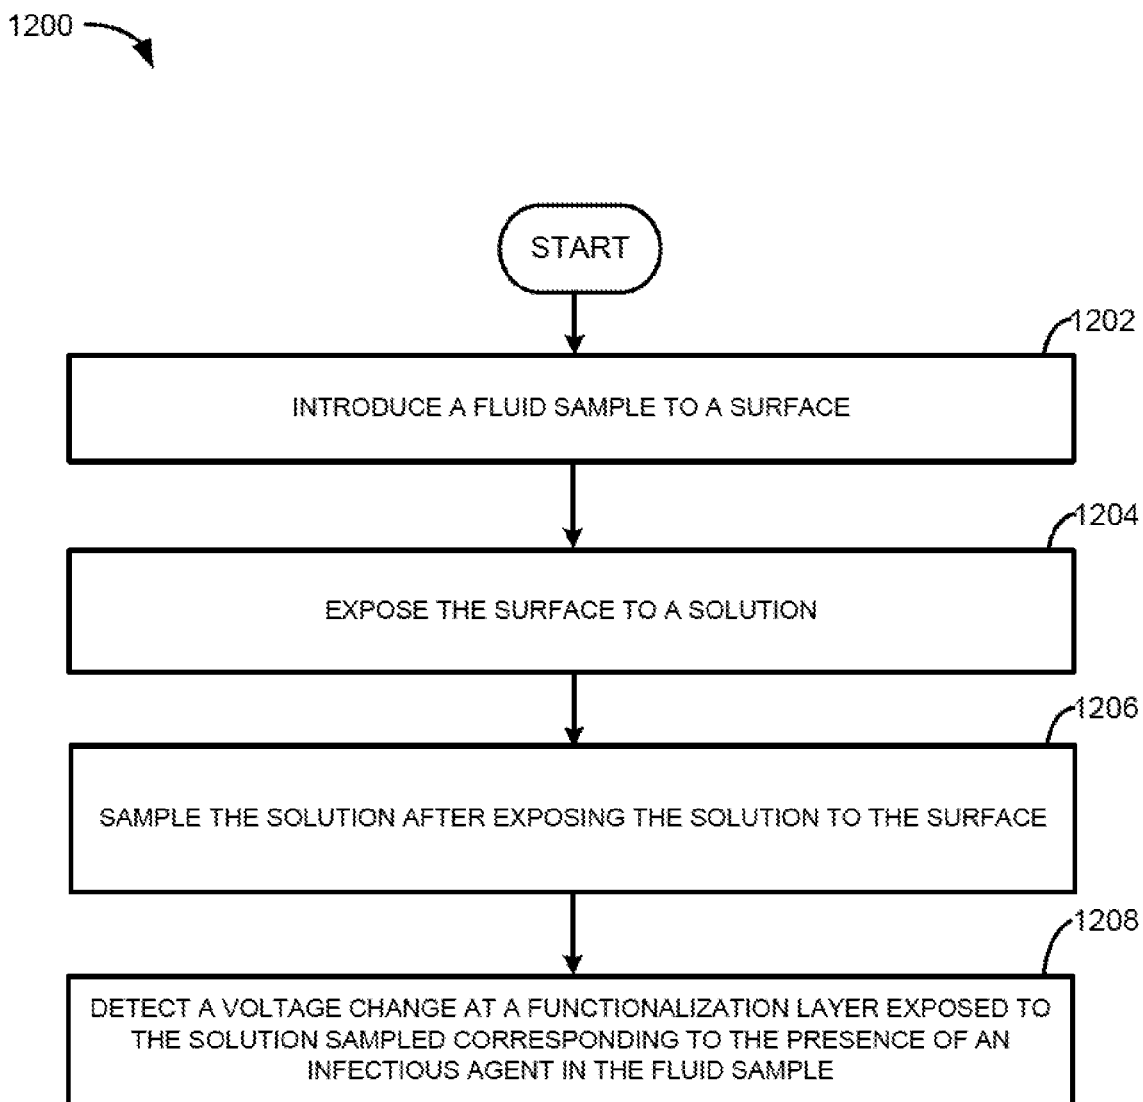 1200
START
1202
INTRODUCE A FLUID SAMPLE TO A SURFACE
1204
EXPOSE THE SURFACE TO A SOLUTION
1206
SAMPLE THE SOLUTION AFTER EXPOSING THE SOLUTION TO THE SURFACE
1208
DETECT A VOLTAGE CHANGE AT A FUNCTIONALIZATION LAYER EXPOSED TO
THE SOLUTION SAMPLED CORRESPONDING TO THE PRESENCE OF AN
INFECTIOUS AGENT IN THE FLUID SAMPLE